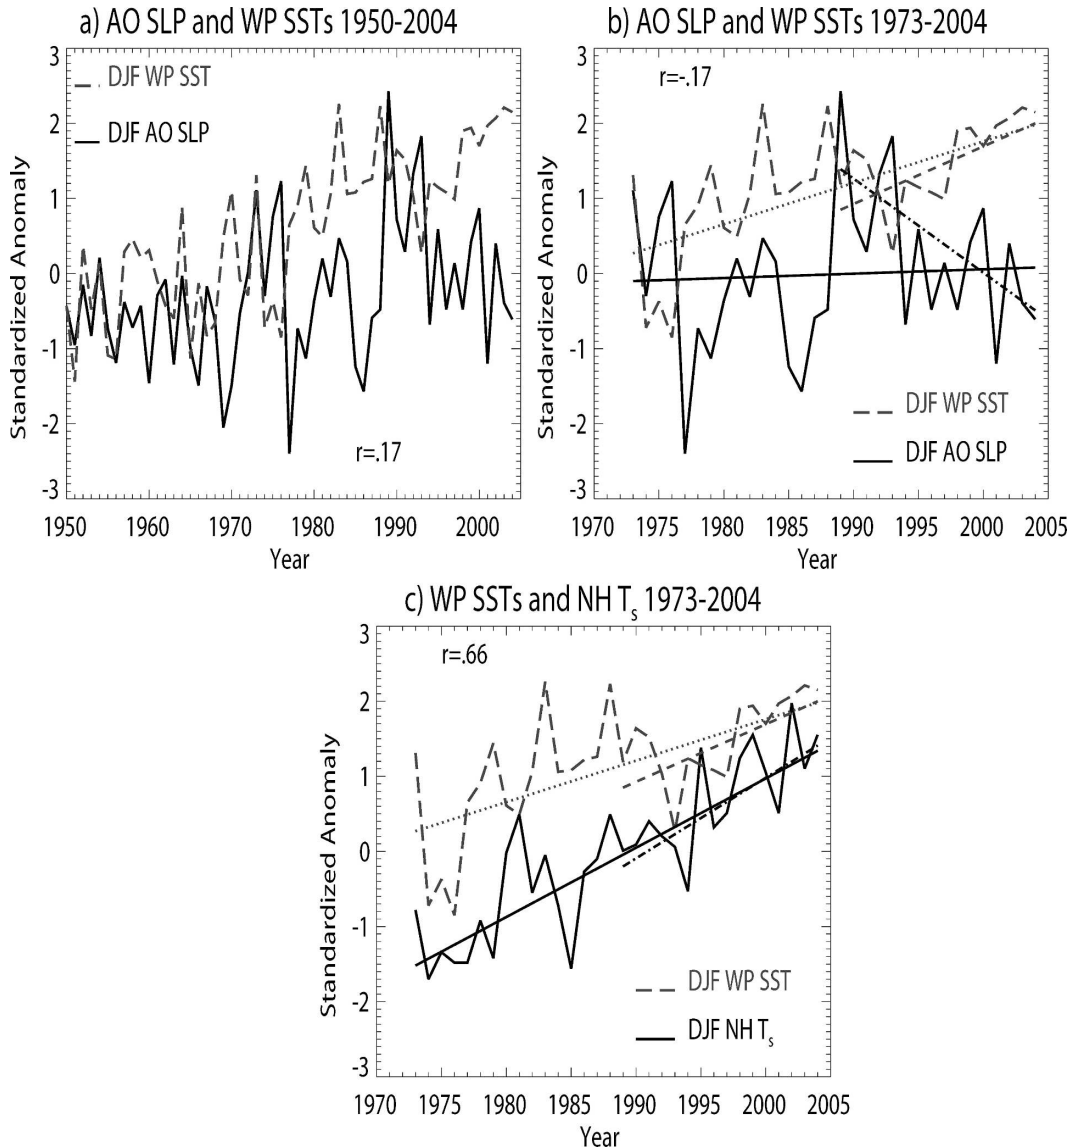 a) AO SLP and WP SSTs 1950-2004
3
2
1
0
-1
-2
-3
Standardized Anomaly
DJF WP SST
DJF AO SLP
r=.17
1950 1960 1970 1980 1990 2000
Year
b) AO SLP and WP SSTs 1973-2004
3
2
1
0
-1
-2
-3
Standardized Anomaly
r=-.17
DJF WP SST
DJF AO SLP
1970 1975 1980 1985 1990 1995 2000 2005
Year
c) WP SSTs and NH Ts 1973-2004
3
2
1
0
-1
-2
-3
Standardized Anomaly
r=.66
DJF WP SST
DJF NH Ts
1970 1975 1980 1985 1990 1995 2000 2005
Year